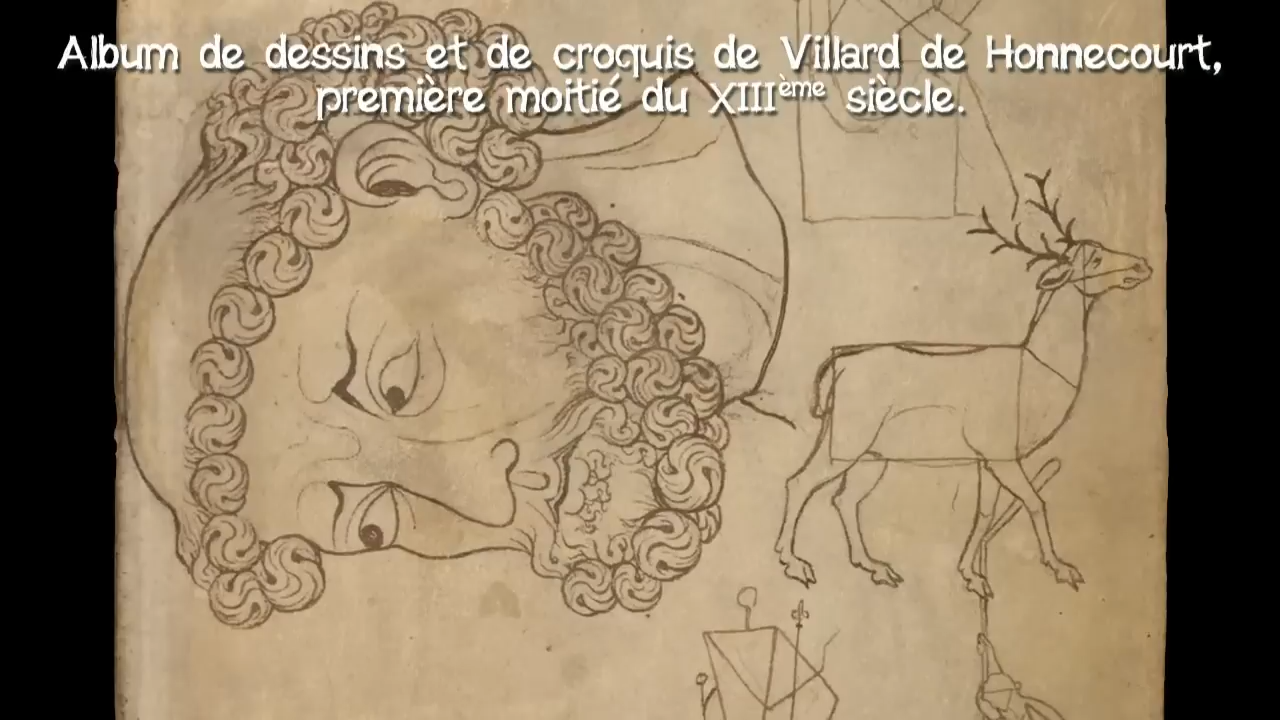 Album de dessins et de croquis de Villard de Honnecourt,
première moitié du XIIIème siècle.